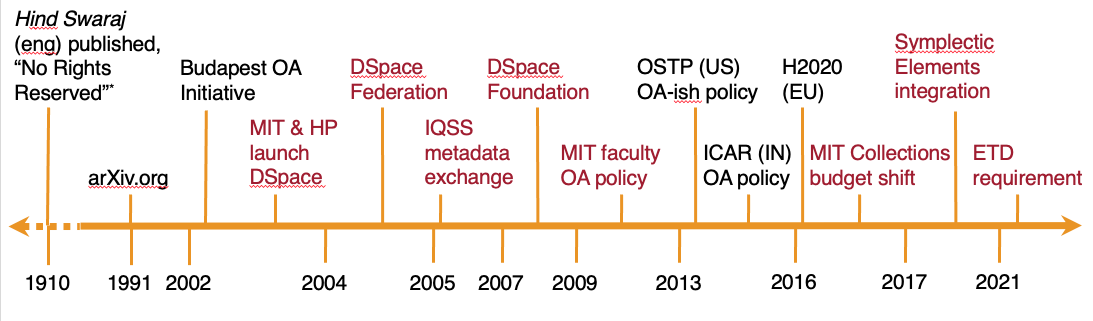 Hind Swaraj
(eng) published,
“No Rights
Reserved”*
arXiv.org
Budapest OA
Initiative
MIT & HP
launch
DSpace
DSpace
Federation
IQSS
metadata
exchange
DSpace
Foundation
MIT faculty
OA policy
OSTP (US)
OA-ish policy
ICAR (IN)
OA policy
H2020
(EU)
MIT Collections
budget shift
Symplectic
Elements
integration
ETD
requirement
1910 1991 2002 2004 2005 2007 2009 2013 2016 2017 2021